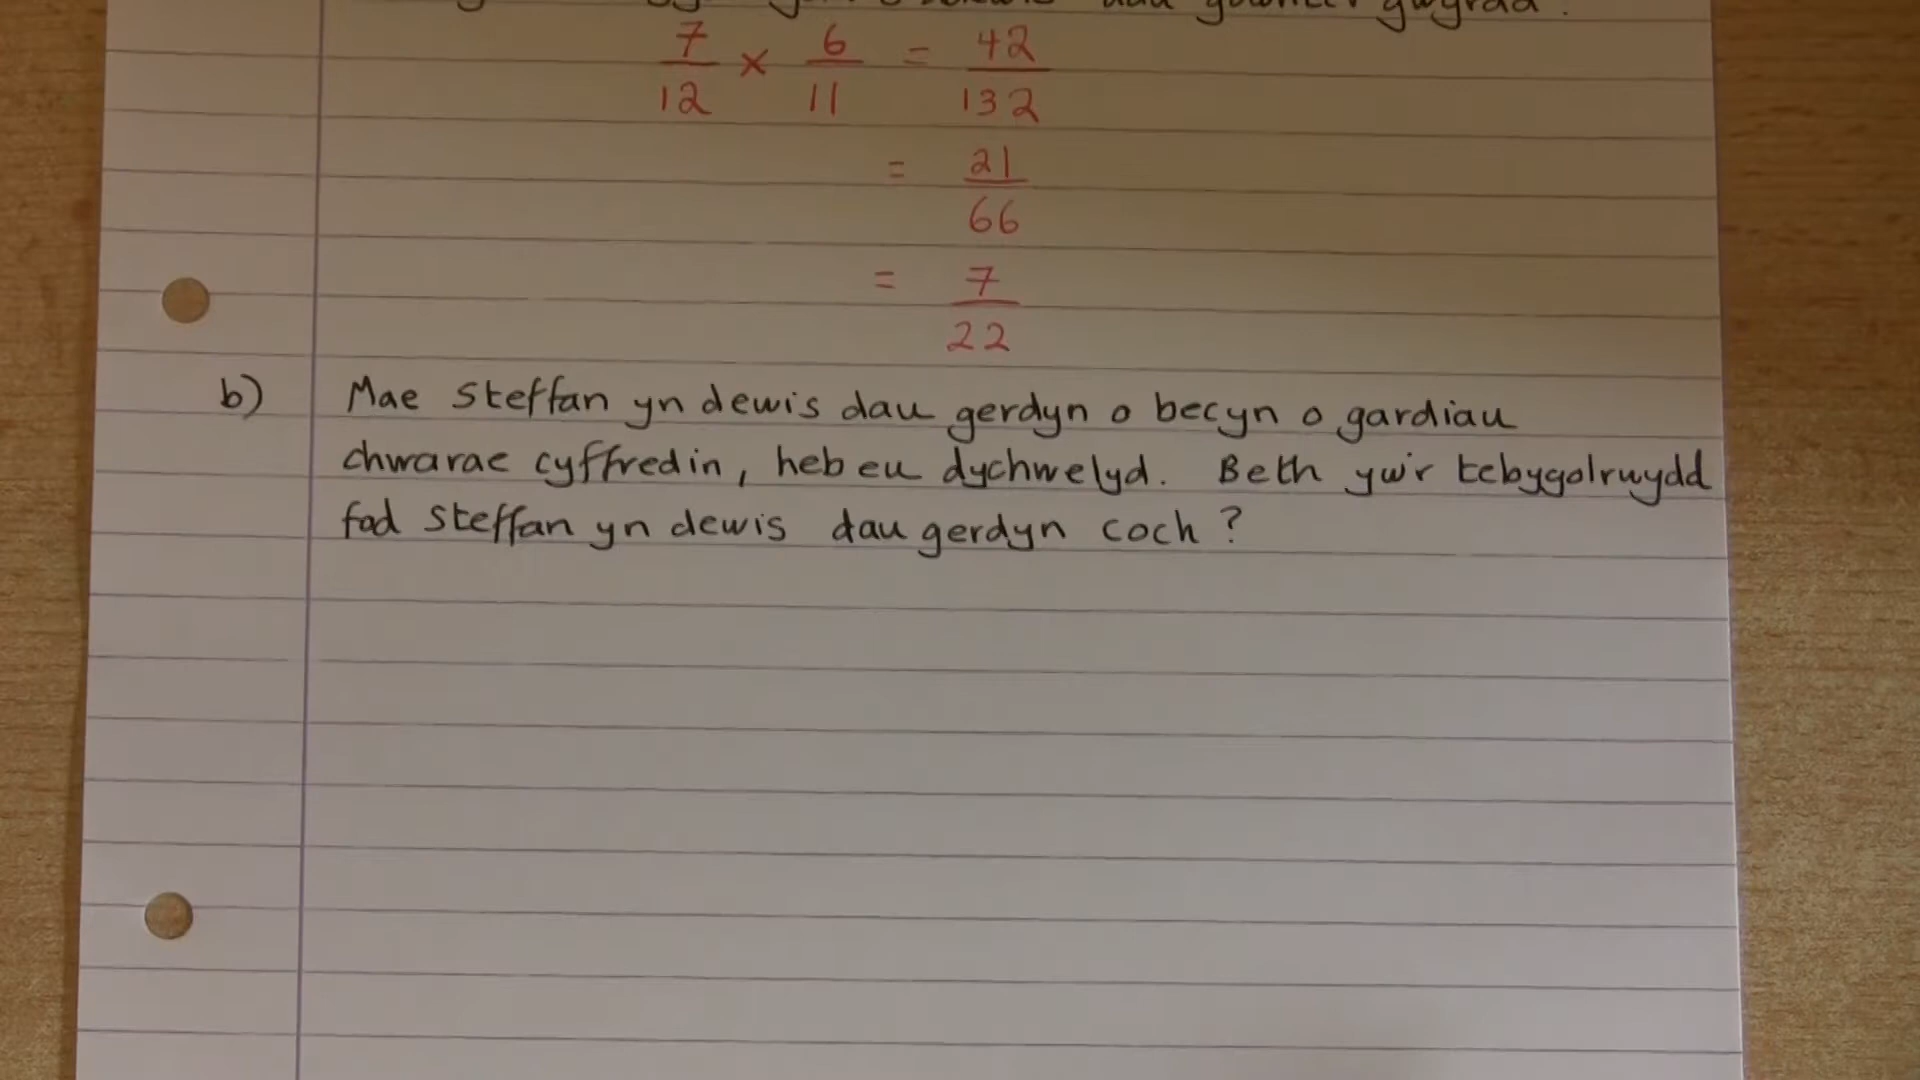 7/12 × 6/11 = 42/132
= 21/66
= 7/22
b) Mae Steffan yn dewis dau gerdyn o becyn o gardiau
chwarae cyffredin, heb eu dychwelyd. Beth yw'r tebygolrwydd
fod Steffan yn dewis dau gerdyn coch?